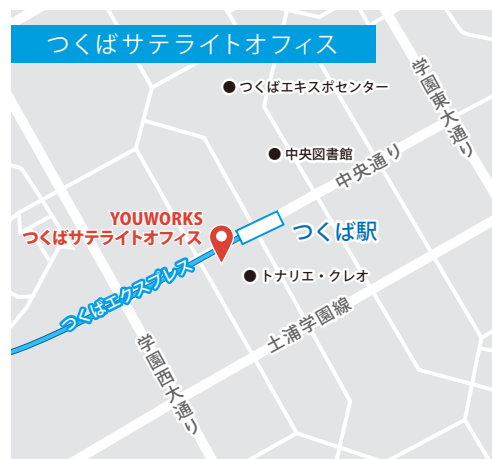 つくばサテライトオフィス
学園東大通り
つくばエキスポセンター
中央図書館
中央通り
YOUWORKS
つくばサテライトオフィス
つくば駅
つくばエクスプレス
トナリエ・クレオ
土浦学園線
学園西大通り